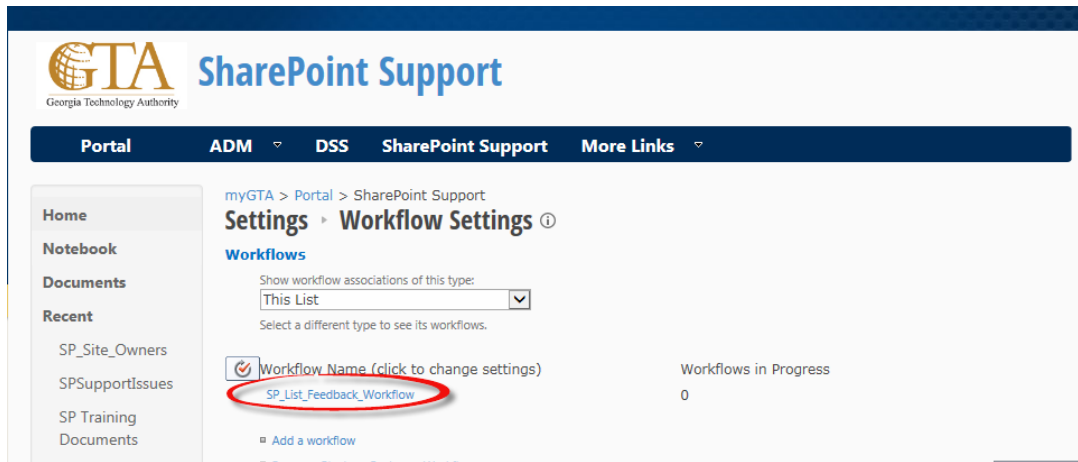 GTA
Georgia Technology Authority
SharePoint Support
Portal ADM DSS SharePoint Support More Links
myGTA > Portal > SharePoint Support
Settings Workflow Settings
Workflows
Show workflow associations of this type:
This List
Select a different type to see its workflows.
Workflow Name (click to change settings) Workflows in Progress
SP_List_Feedback_Workflow 0
Add a workflow
Home
Notebook
Documents
Recent
SP_Site_Owners
SPSupportIssues
SP Training
Documents